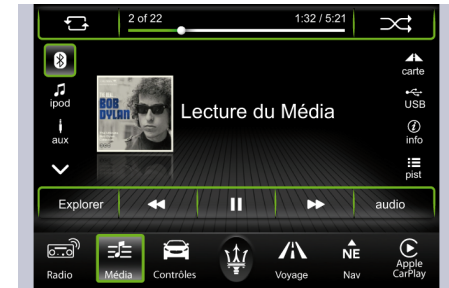 2 of 22
1:32 / 5:21
carte
ipod
USB
BOB
DYLAN
Lecture du Média
aux
info
pist
Explorer
audio
NE
Radio
Média
Contrôles
Voyage
Nav
Apple
CarPlay